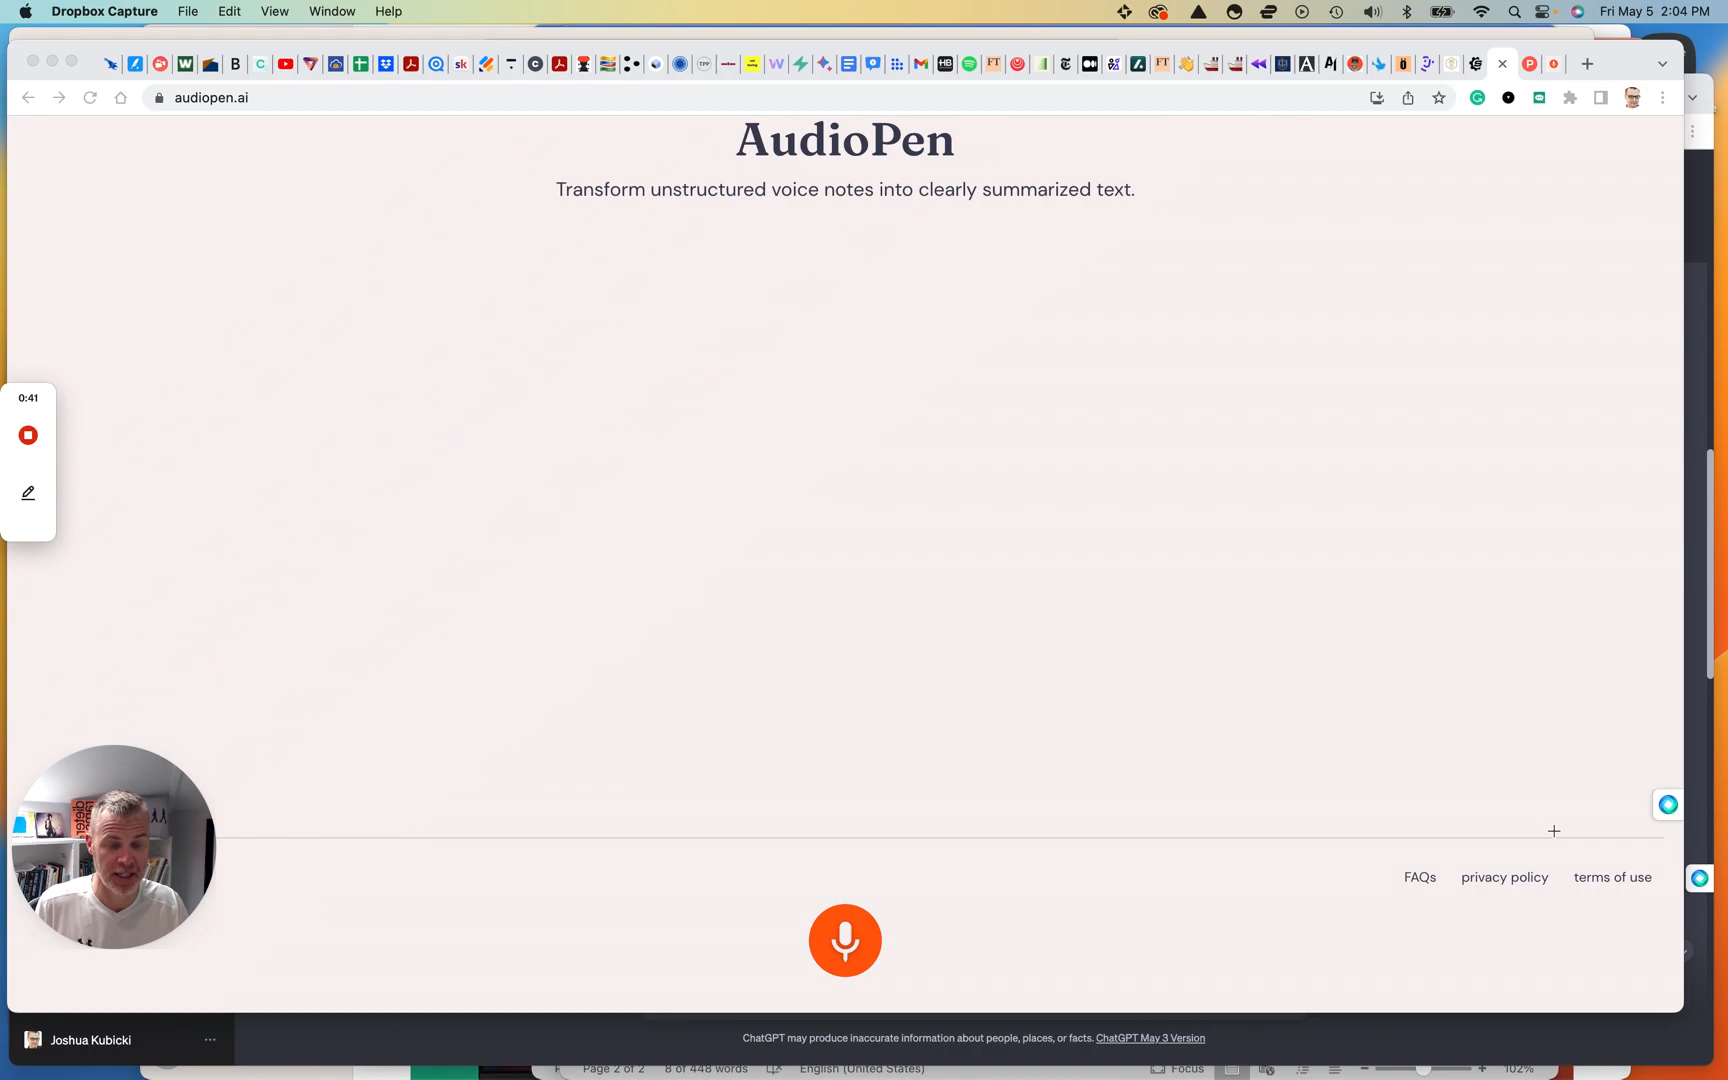 Dropbox Capture File Edit View Window Help Fri May 5 2:04 PM
audiopen.ai
AudioPen
Transform unstructured voice notes into clearly summarized text.
0:41
FAQs privacy policy terms of use
Joshua Kubicki ...
ChatGPT may produce inaccurate information about people, places, or facts. ChatGPT May 3 Version
Page 2 of 2 8 of 448 words English (United States) Focus 102%